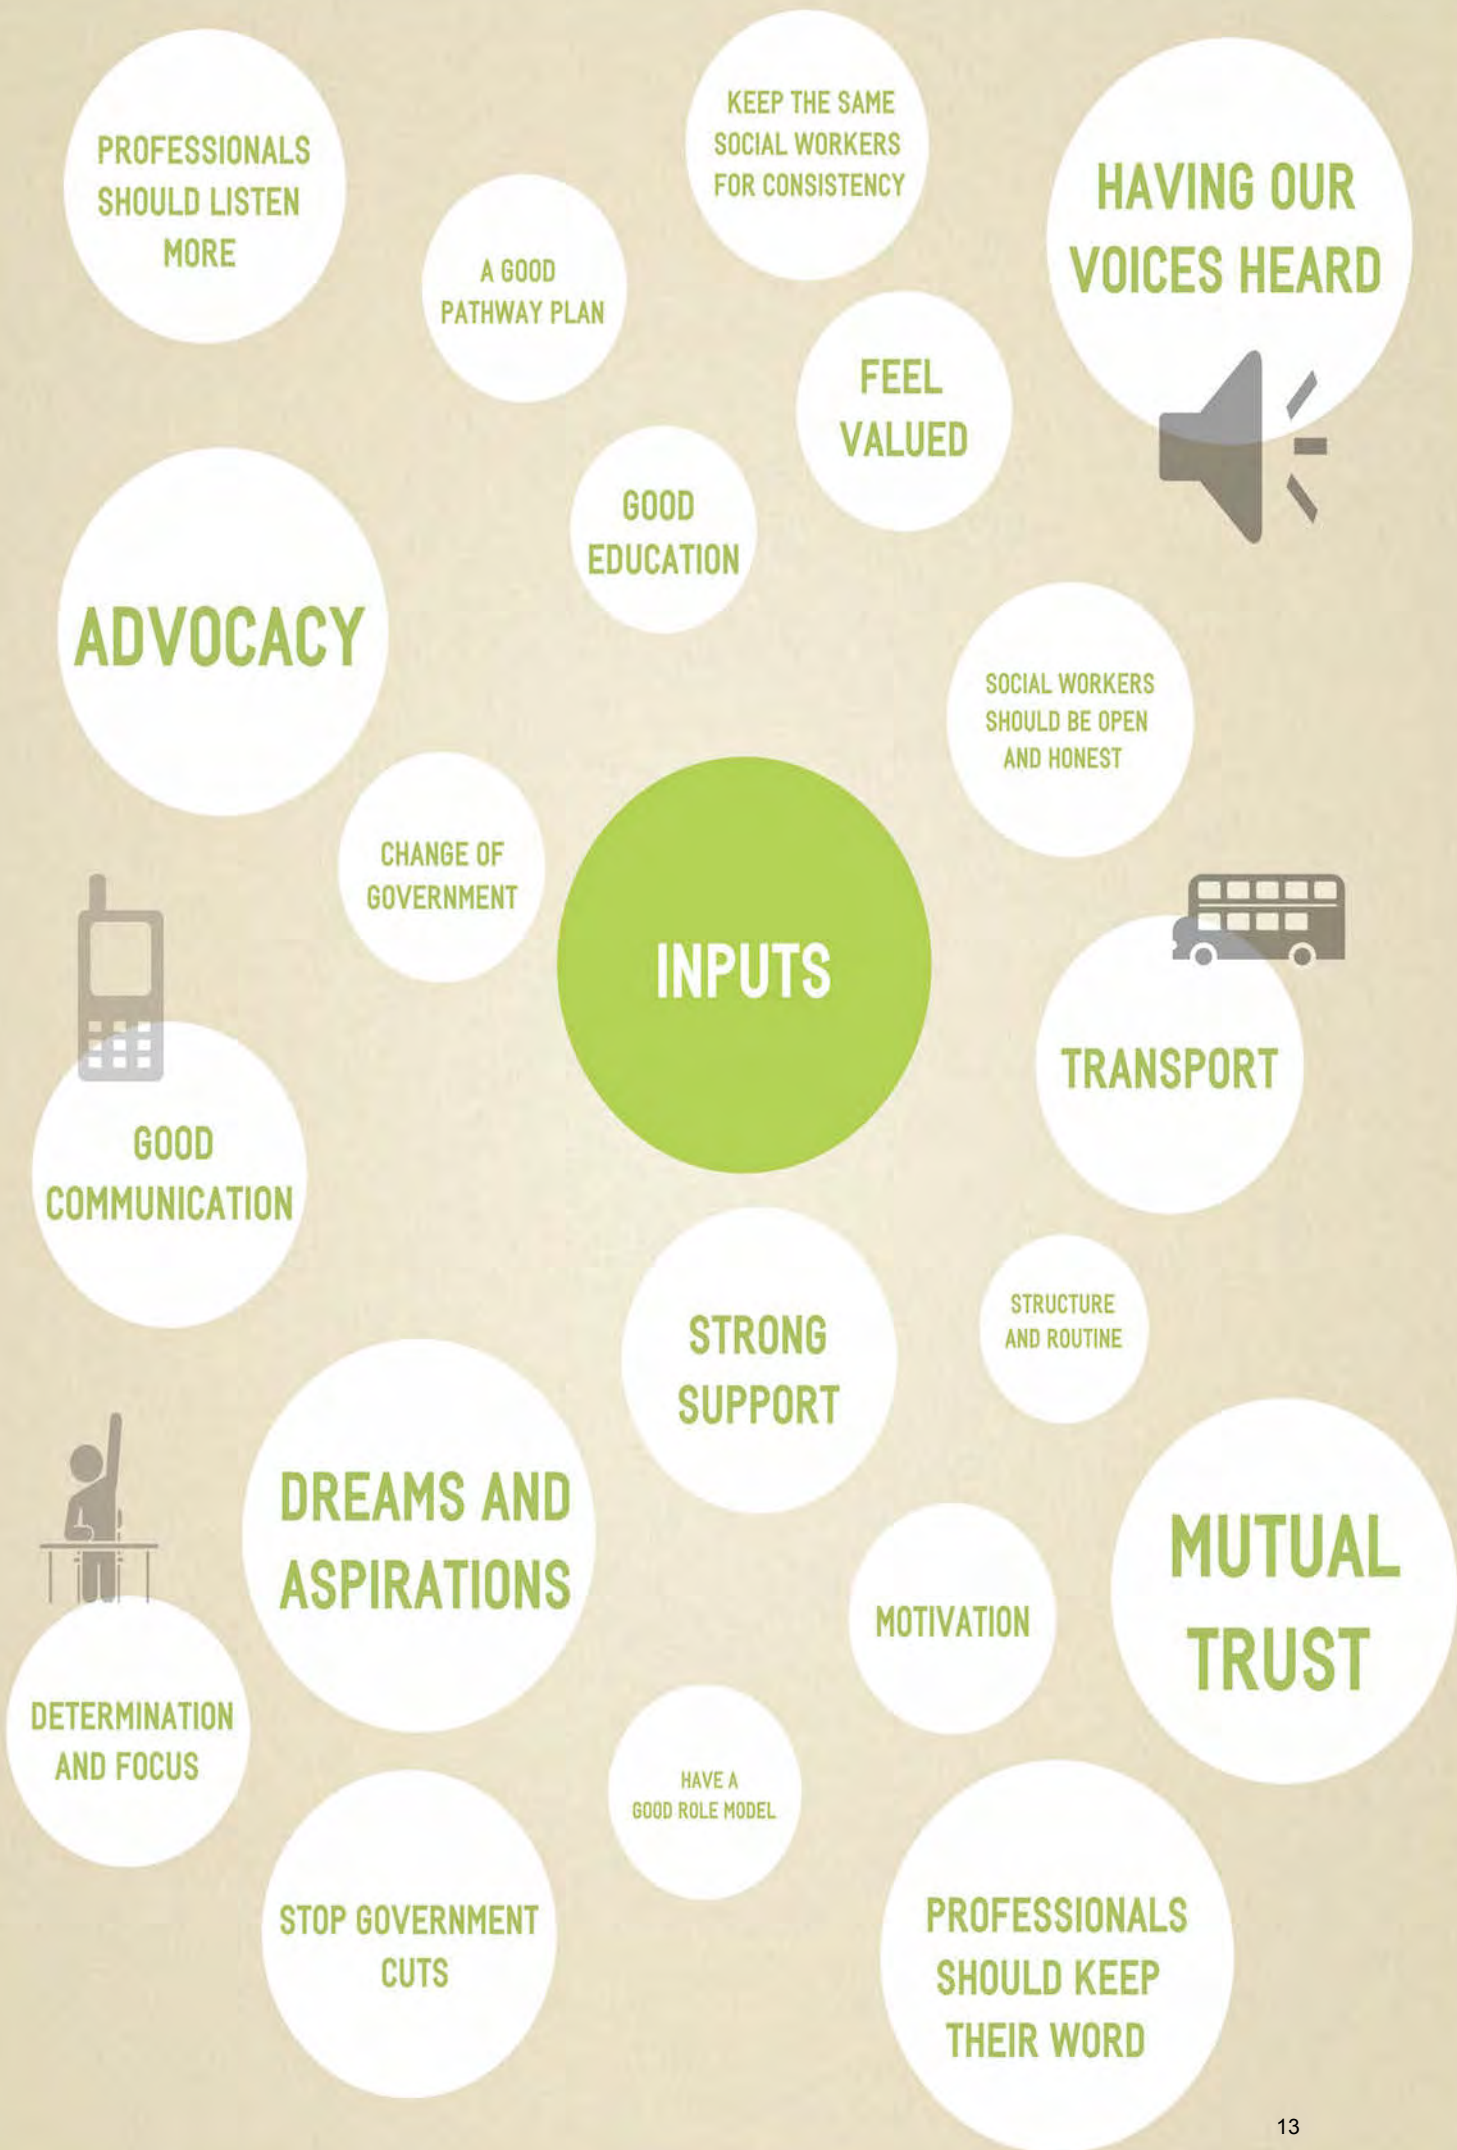 PROFESSIONALS
SHOULD LISTEN
MORE
KEEP THE SAME
SOCIAL WORKERS
FOR CONSISTENCY
HAVING OUR
VOICES HEARD
A GOOD
PATHWAY PLAN
FEEL
VALUED
GOOD
EDUCATION
ADVOCACY
SOCIAL WORKERS
SHOULD BE OPEN
AND HONEST
CHANGE OF
GOVERNMENT
INPUTS
TRANSPORT
GOOD
COMMUNICATION
STRONG
SUPPORT
STRUCTURE
AND ROUTINE
DREAMS AND
ASPIRATIONS
MUTUAL
TRUST
MOTIVATION
DETERMINATION
AND FOCUS
HAVE A
GOOD ROLE MODEL
STOP GOVERNMENT
CUTS
PROFESSIONALS
SHOULD KEEP
THEIR WORD
13